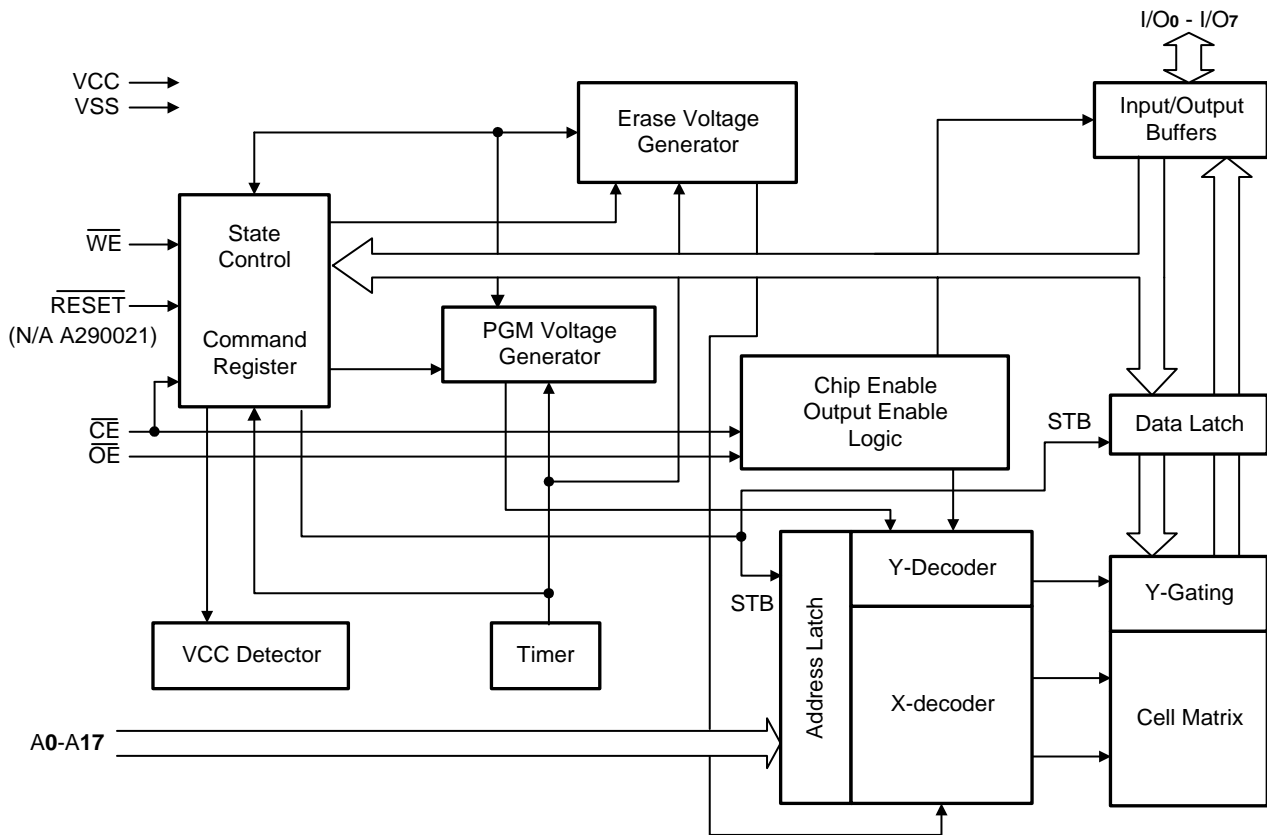 I/O0 - I/O7
VCC
VSS
Erase Voltage
Generator
Input/Output
Buffers
WE
State
Control
RESET
(N/A A290021)
Command
Register
PGM Voltage
Generator
Chip Enable
Output Enable
Logic
CE
OE
STB
Data Latch
STB
Address Latch
Y-Decoder
Y-Gating
VCC Detector
Timer
X-decoder
Cell Matrix
A0-A17